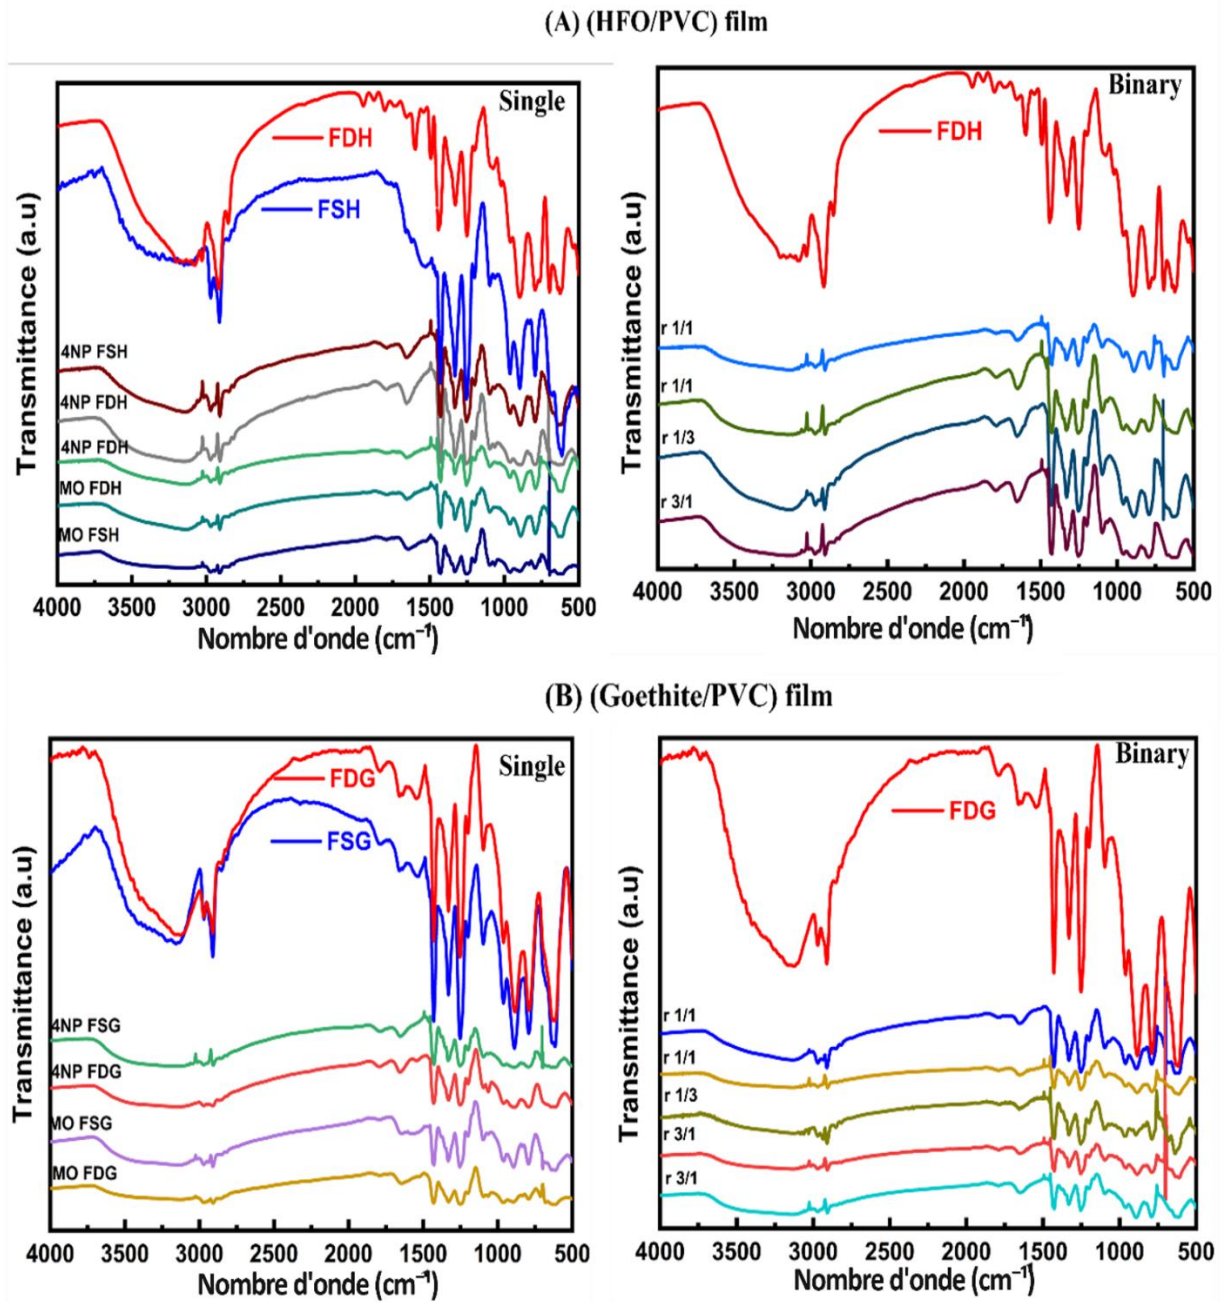 (A) (HFO/PVC) film
Single
FDH
FSH
4NP FSH
4NP FDH
4NP FDH
MO FDH
MO FSH
Transmittance (a.u)
4000 3500 3000 2500 2000 1500 1000 500
Nombre d'onde (cm⁻¹)
Binary
FDH
r 1/1
r 1/1
r 1/3
r 3/1
Transmittance (a.u)
4000 3500 3000 2500 2000 1500 1000 500
Nombre d'onde (cm⁻¹)
(B) (Goethite/PVC) film
Single
FDG
FSG
4NP FSG
4NP FDG
MO FSG
MO FDG
Transmittance (a.u)
4000 3500 3000 2500 2000 1500 1000 500
Nombre d'onde (cm⁻¹)
Binary
FDG
r 1/1
r 1/1
r 1/3
r 3/1
r 3/1
Transmittance (a.u)
4000 3500 3000 2500 2000 1500 1000 500
Nombre d'onde (cm⁻¹)